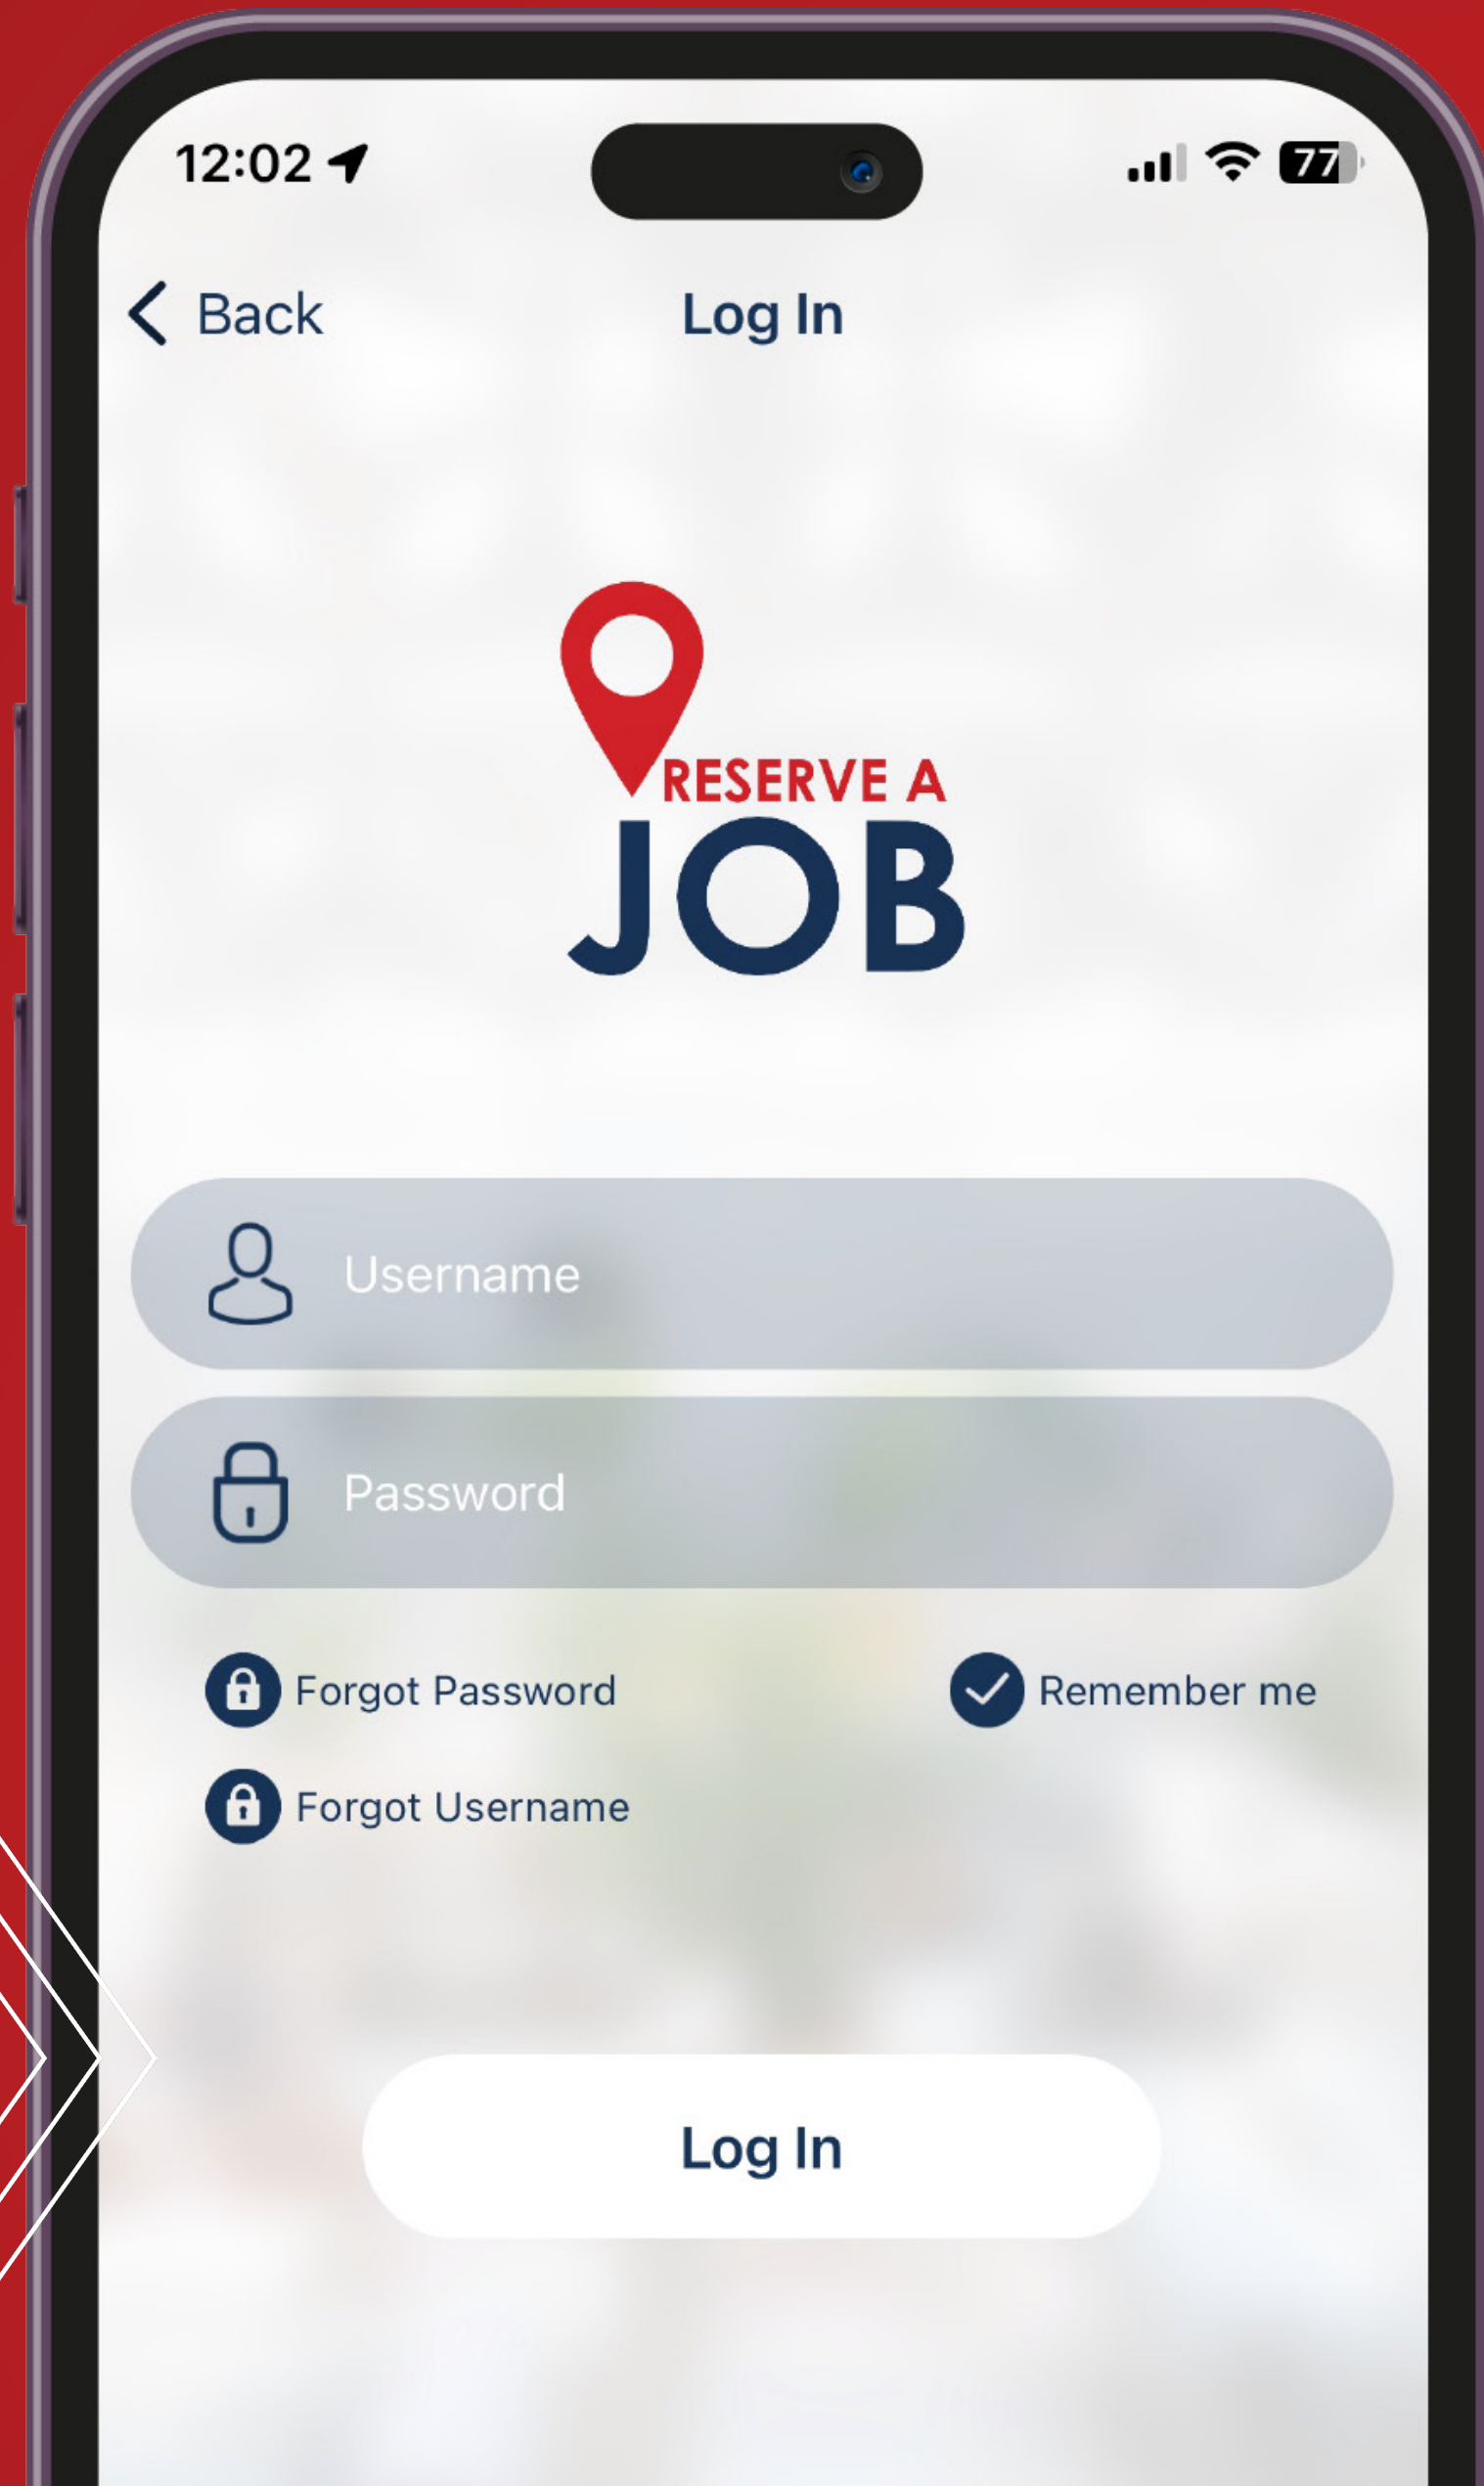 12:02
77
Back
Log In
RESERVE A
JOB
Username
Password
Forgot Password
Remember me
Forgot Username
Log In